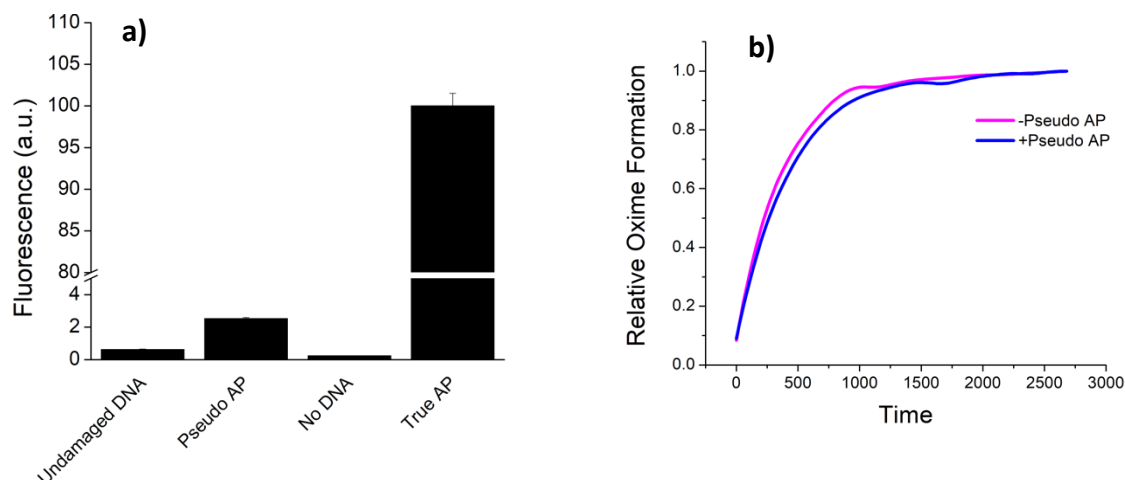 a)
Fluorescence (a.u.)
110
105
100
95
90
85
80
4
2
0
Undamaged DNA
Pseudo AP
No DNA
True AP
b)
Relative Oxime Formation
1.0
0.8
0.6
0.4
0.2
0.0
-Pseudo AP
+Pseudo AP
0 500 1000 1500 2000 2500 3000
Time